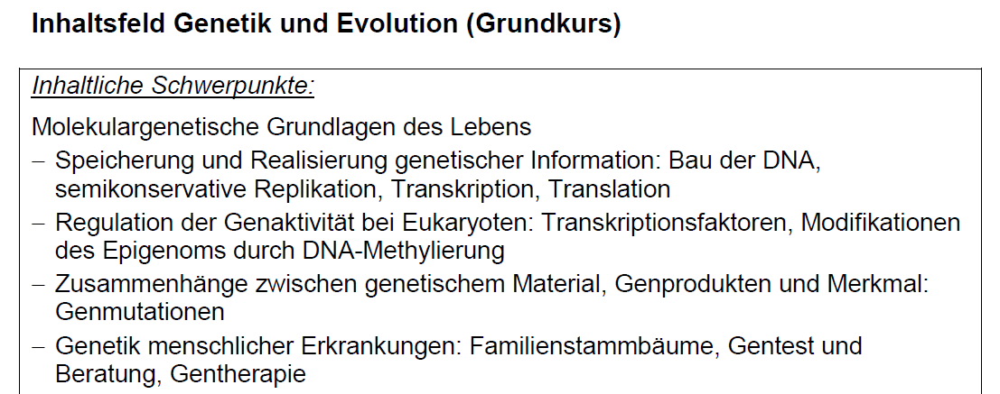 Inhaltsfeld Genetik und Evolution (Grundkurs)
Inhaltliche Schwerpunkte:
Molekulargenetische Grundlagen des Lebens
– Speicherung und Realisierung genetischer Information: Bau der DNA,
semikonservative Replikation, Transkription, Translation
– Regulation der Genaktivität bei Eukaryoten: Transkriptionsfaktoren, Modifikationen
des Epigenoms durch DNA-Methylierung
– Zusammenhänge zwischen genetischem Material, Genprodukten und Merkmal:
Genmutationen
– Genetik menschlicher Erkrankungen: Familienstammbäume, Gentest und
Beratung, Gentherapie